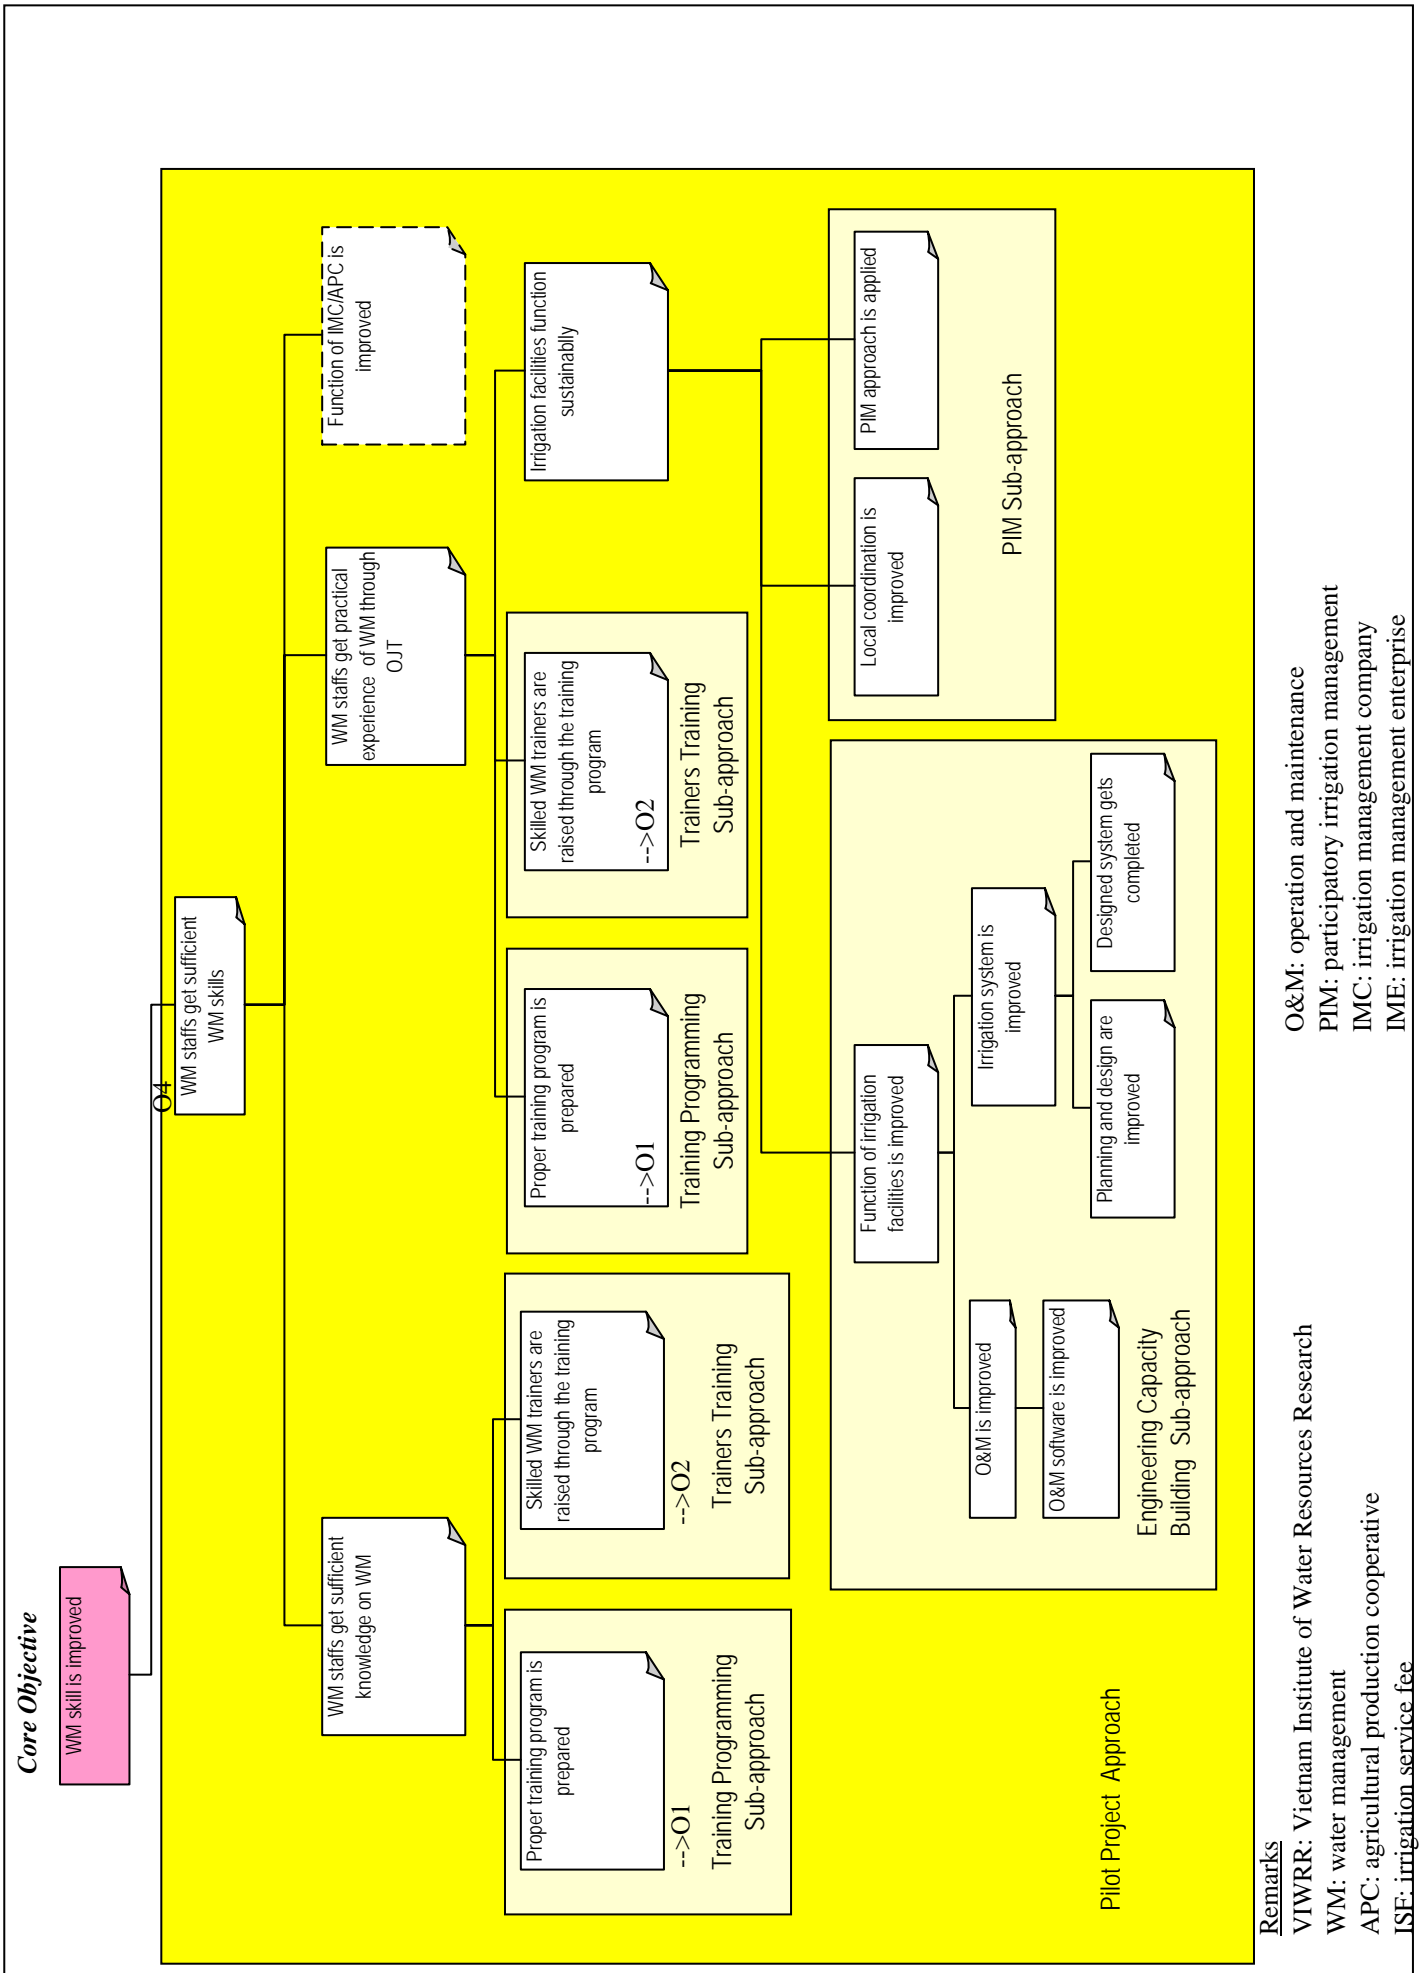 Core Objective
WM skill is improved
O4
WM staffs get sufficient
WM skills
WM staffs get sufficient
knowledge on WM
WM staffs get practical
experience of WM through
OJT
Function of IMC/APC is
improved
Proper training program is
prepared
-->O1
Training Programming
Sub-approach
Skilled WM trainers are
raised through the training
program
-->O2
Trainers Training
Sub-approach
Proper training program is
prepared
-->O1
Training Programming
Sub-approach
Skilled WM trainers are
raised through the training
program
-->O2
Trainers Training
Sub-approach
Irrigation facilities function
sustainablly
Function of irrigation
facilities is improved
O&M is improved
O&M software is improved
Irrigation system is
improved
Planning and design are
improved
Designed system gets
completed
Engineering Capacity
Building Sub-approach
Local coordination is
improved
PIM approach is applied
PIM Sub-approach
Pilot Project Approach
Remarks
VIWRR: Vietnam Institute of Water Resources Research
WM: water management
APC: agricultural production cooperative
ISF: irrigation service fee
O&M: operation and maintenance
PIM: participatory irrigation management
IMC: irrigation management company
IME: irrigation management enterprise